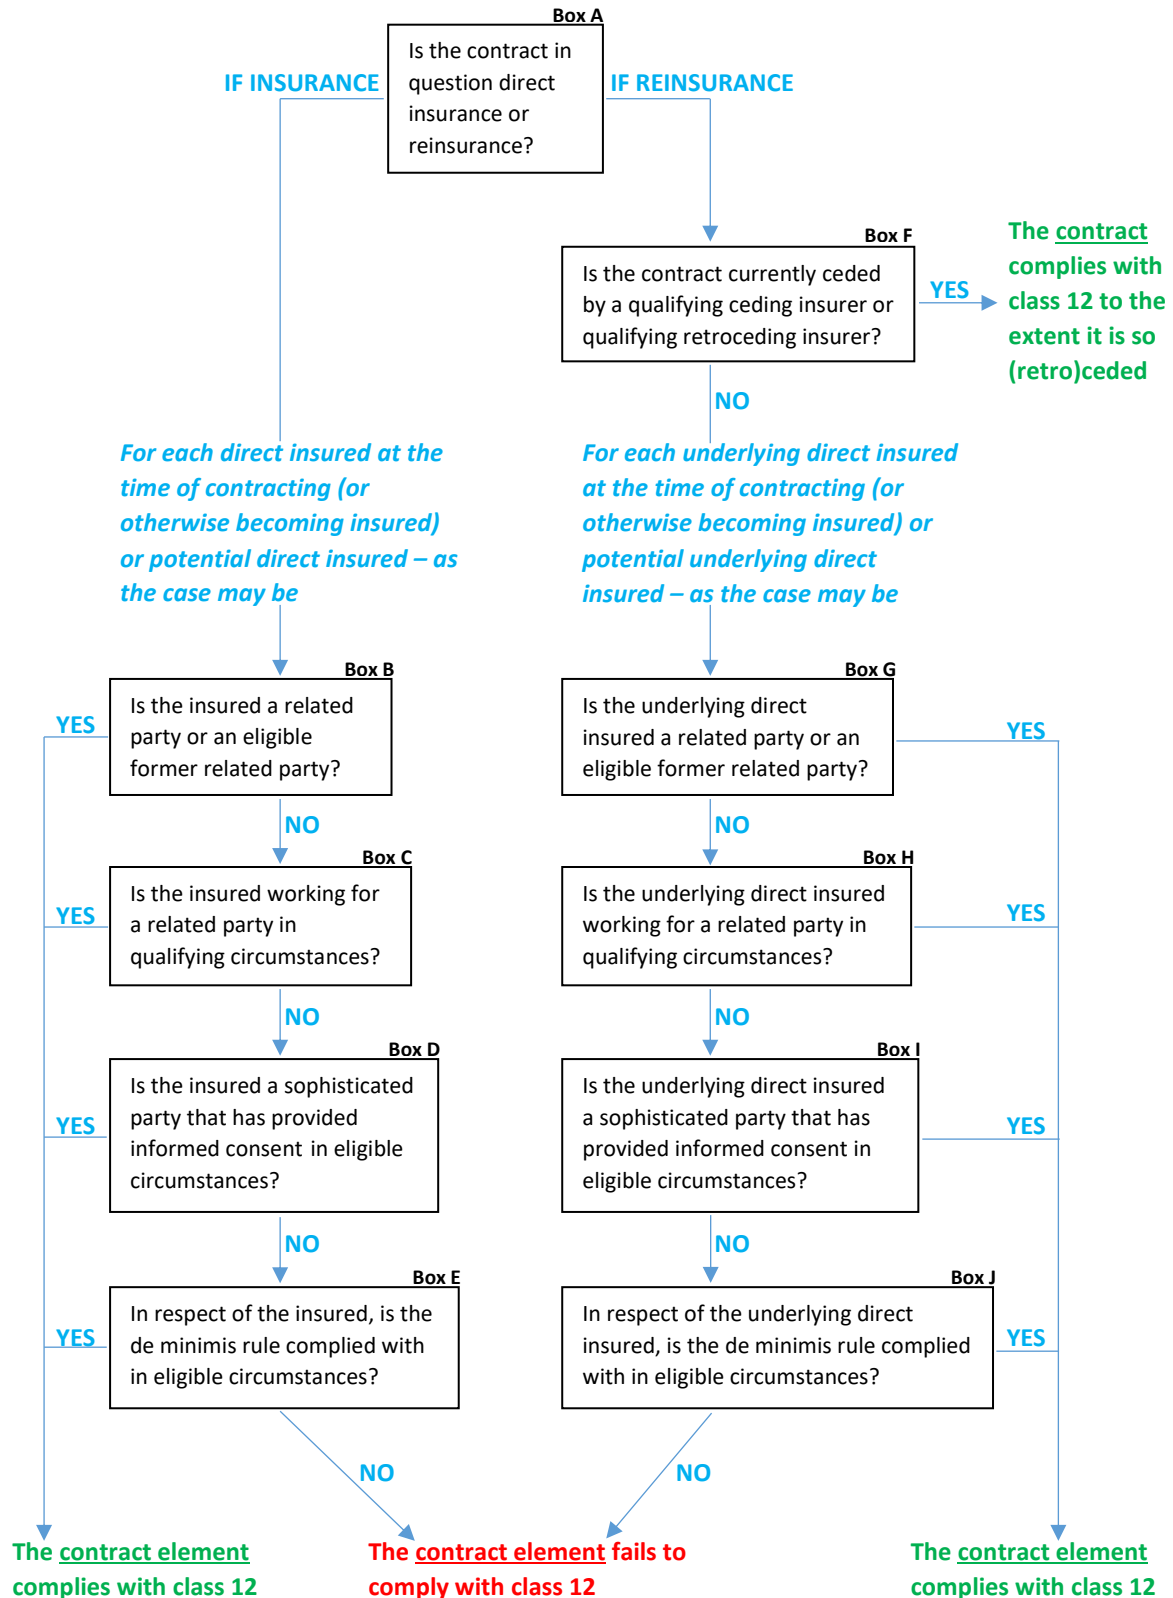 Box A
Is the contract in
question direct
insurance or
reinsurance?
IF INSURANCE
IF REINSURANCE
Box F
Is the contract currently ceded
by a qualifying ceding insurer or
qualifying retroceding insurer?
YES
The contract
complies with
class 12 to the
extent it is so
(retro)ceded
NO
For each direct insured at the
time of contracting (or
otherwise becoming insured)
or potential direct insured – as
the case may be
For each underlying direct insured
at the time of contracting (or
otherwise becoming insured) or
potential underlying direct
insured – as the case may be
Box B
Is the insured a related
party or an eligible
former related party?
YES
NO
Box G
Is the underlying direct
insured a related party or an
eligible former related party?
YES
NO
Box C
Is the insured working for
a related party in
qualifying circumstances?
YES
NO
Box H
Is the underlying direct insured
working for a related party in
qualifying circumstances?
YES
NO
Box D
Is the insured a sophisticated
party that has provided
informed consent in eligible
circumstances?
YES
NO
Box I
Is the underlying direct insured
a sophisticated party that has
provided informed consent in
eligible circumstances?
YES
NO
Box E
In respect of the insured, is the
de minimis rule complied with
in eligible circumstances?
YES
NO
Box J
In respect of the underlying direct
insured, is the de minimis rule complied
with in eligible circumstances?
YES
NO
The contract element
complies with class 12
The contract element fails to
comply with class 12
The contract element
complies with class 12